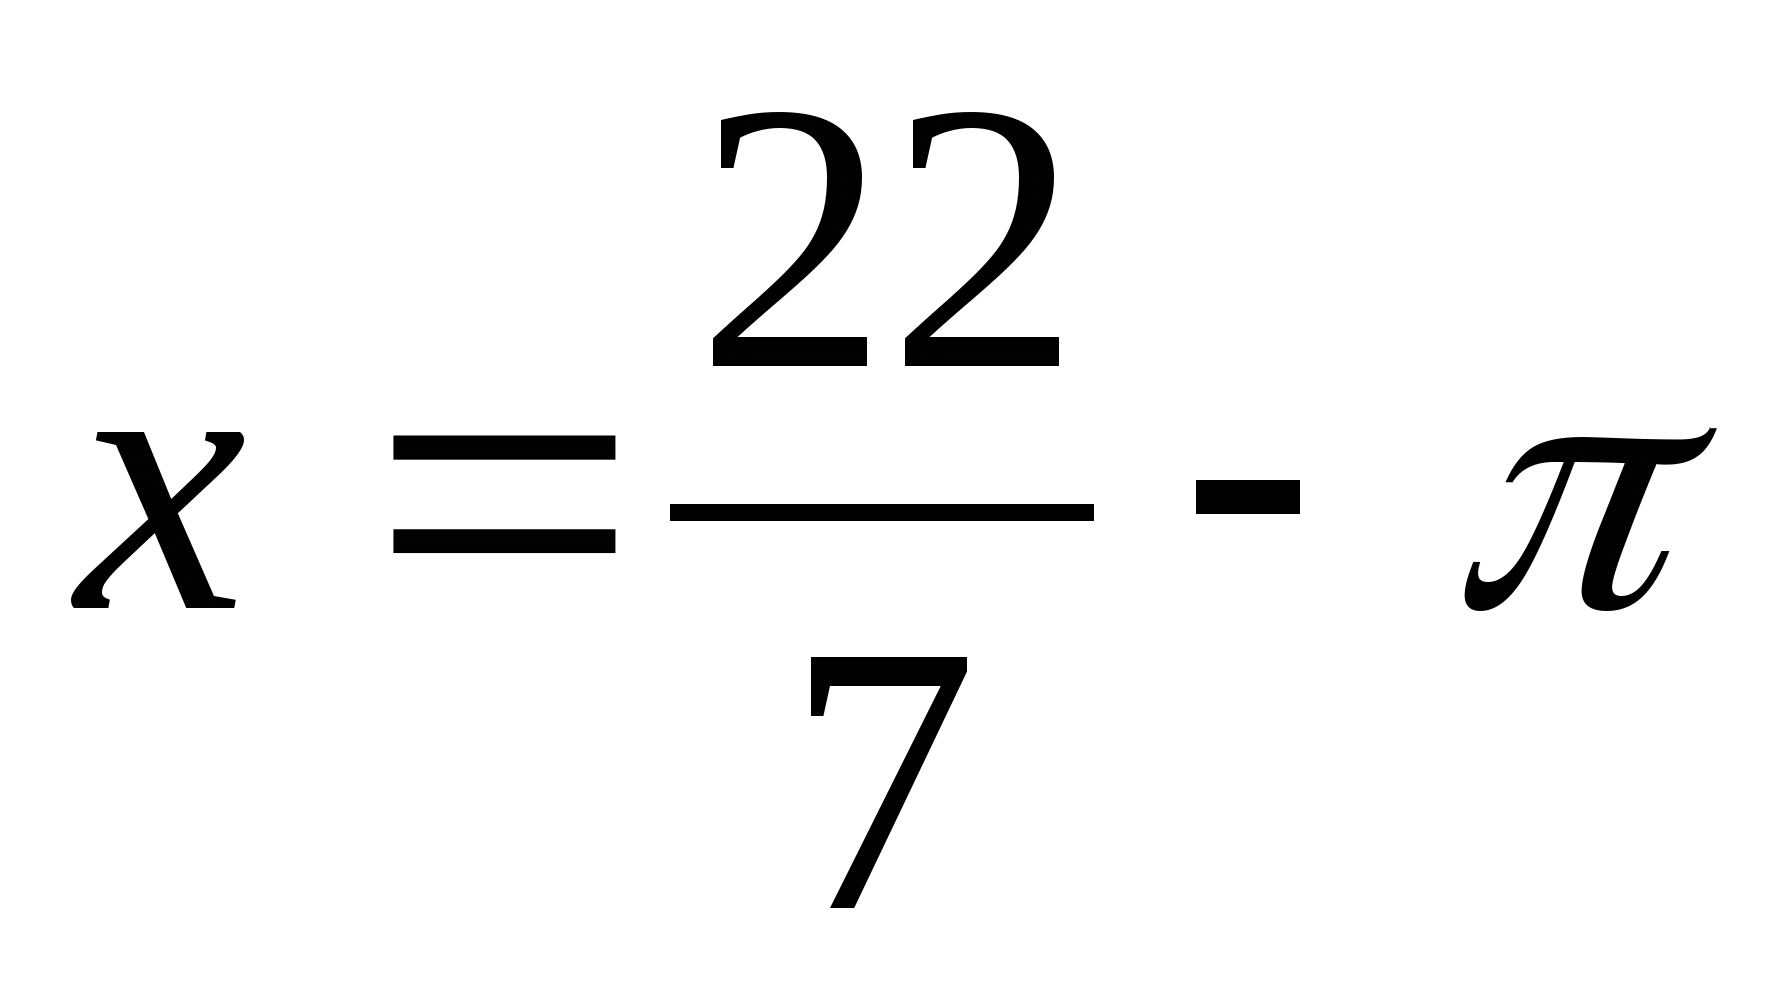 x = 22/7 - π